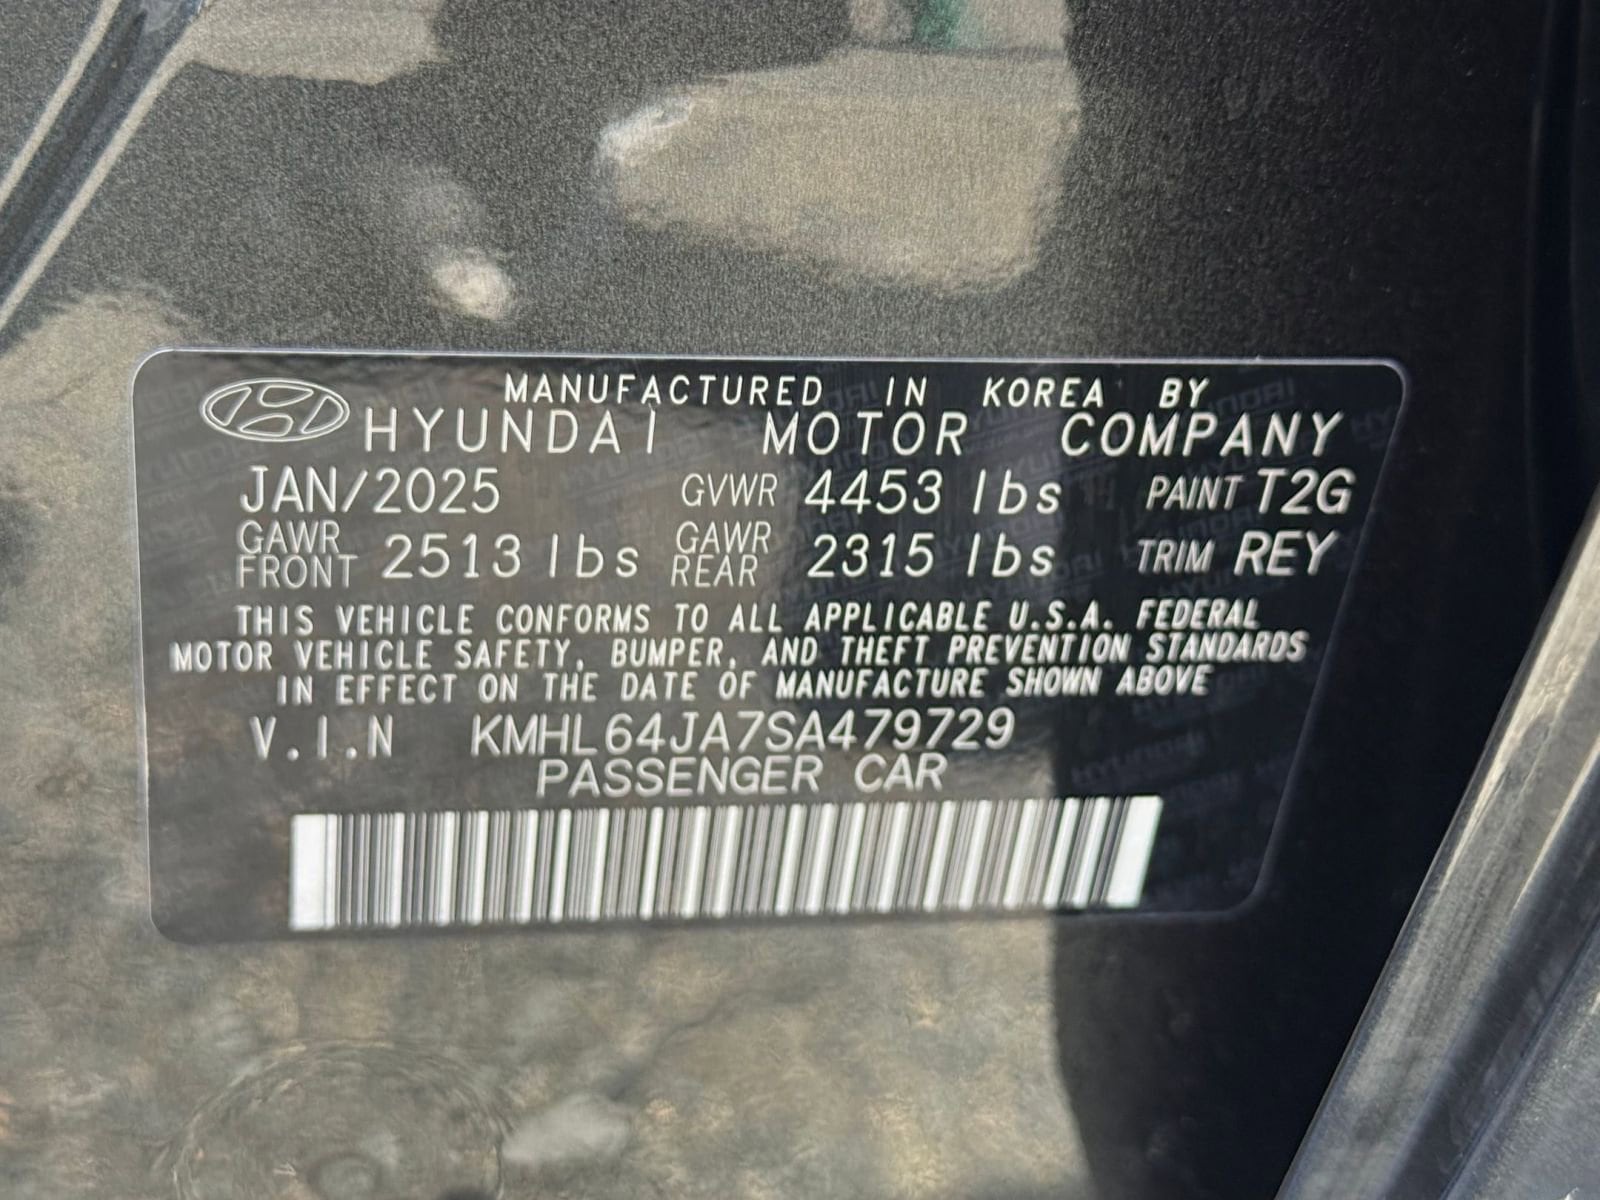 MANUFACTURED IN KOREA BY
HYUNDAI MOTOR COMPANY
JAN/2025 GVWR 4453 lbs PAINT T2G
GAWR FRONT 2513 lbs GAWR REAR 2315 lbs TRIM REY
THIS VEHICLE CONFORMS TO ALL APPLICABLE U.S.A. FEDERAL
MOTOR VEHICLE SAFETY, BUMPER, AND THEFT PREVENTION STANDARDS
IN EFFECT ON THE DATE OF MANUFACTURE SHOWN ABOVE
V.I.N KMHL64JA7SA479729
PASSENGER CAR